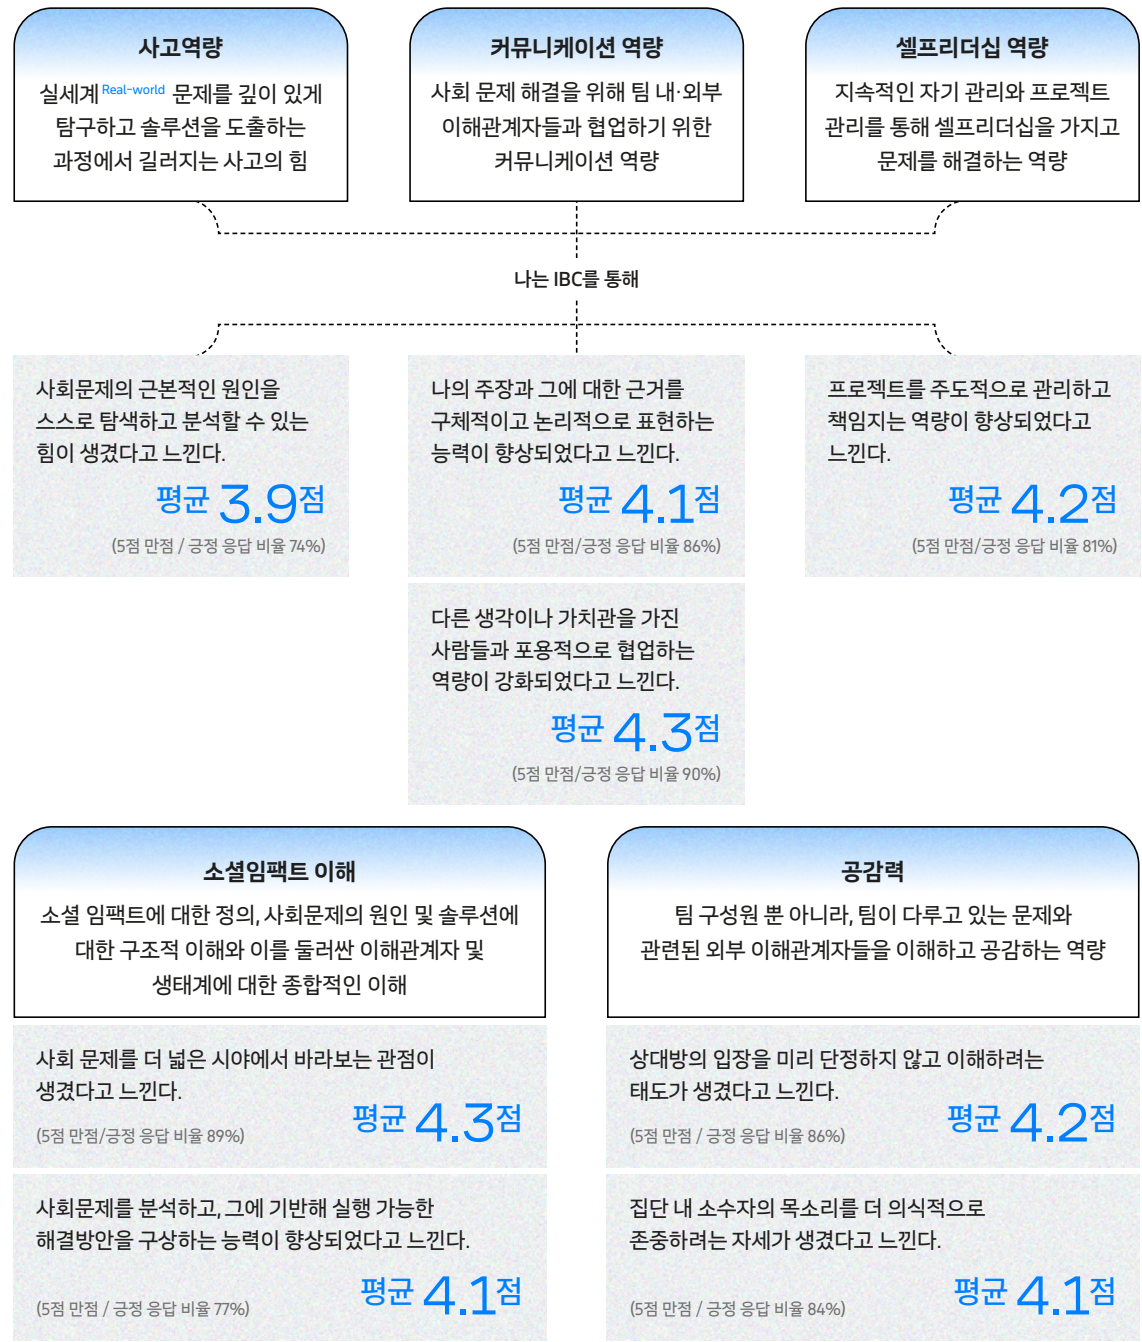 사고역량
실세계 Real-world 문제를 깊이 있게
탐구하고 솔루션을 도출하는
과정에서 길러지는 사고의 힘
커뮤니케이션 역량
사회 문제 해결을 위해 팀 내·외부
이해관계자들과 협업하기 위한
커뮤니케이션 역량
셀프리더십 역량
지속적인 자기 관리와 프로젝트
관리를 통해 셀프리더십을 가지고
문제를 해결하는 역량
나는 IBC를 통해
사회문제의 근본적인 원인을
스스로 탐색하고 분석할 수 있는
힘이 생겼다고 느낀다.
평균 3.9점
(5점 만점 / 긍정 응답 비율 74%)
나의 주장과 그에 대한 근거를
구체적이고 논리적으로 표현하는
능력이 향상되었다고 느낀다.
평균 4.1점
(5점 만점/긍정 응답 비율 86%)
다른 생각이나 가치관을 가진
사람들과 포용적으로 협업하는
역량이 강화되었다고 느낀다.
평균 4.3점
(5점 만점/긍정 응답 비율 90%)
프로젝트를 주도적으로 관리하고
책임지는 역량이 향상되었다고
느낀다.
평균 4.2점
(5점 만점/긍정 응답 비율 81%)
소셜임팩트 이해
소셜 임팩트에 대한 정의, 사회문제의 원인 및 솔루션에
대한 구조적 이해와 이를 둘러싼 이해관계자 및
생태계에 대한 종합적인 이해
사회 문제를 더 넓은 시야에서 바라보는 관점이
생겼다고 느낀다.
평균 4.3점
(5점 만점/긍정 응답 비율 89%)
사회문제를 분석하고, 그에 기반해 실행 가능한
해결방안을 구상하는 능력이 향상되었다고 느낀다.
평균 4.1점
(5점 만점 / 긍정 응답 비율 77%)
공감력
팀 구성원 뿐 아니라, 팀이 다루고 있는 문제와
관련된 외부 이해관계자들을 이해하고 공감하는 역량
상대방의 입장을 미리 단정하지 않고 이해하려는
태도가 생겼다고 느낀다.
평균 4.2점
(5점 만점 / 긍정 응답 비율 86%)
집단 내 소수자의 목소리를 더 의식적으로
존중하려는 자세가 생겼다고 느낀다.
평균 4.1점
(5점 만점 / 긍정 응답 비율 84%)